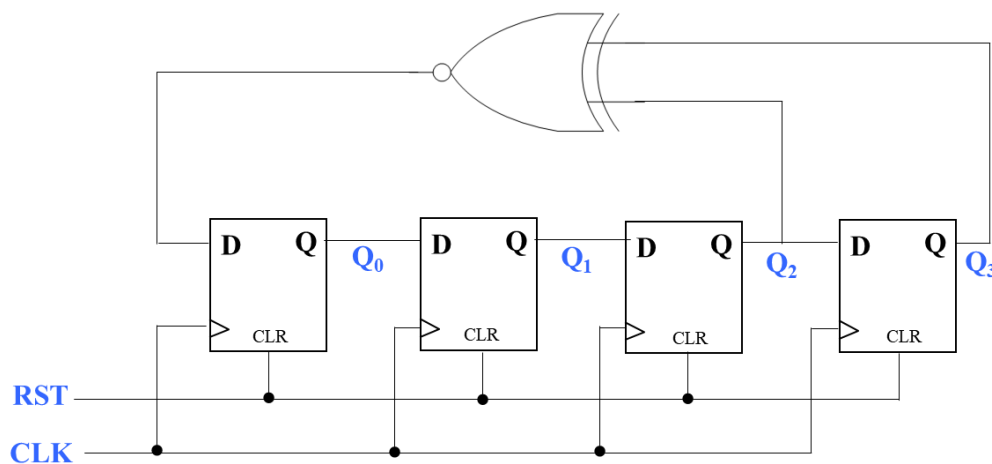 D Q Q₀ D Q Q₁ D Q Q₂ D Q Q₃
CLR CLR CLR CLR
RST
CLK